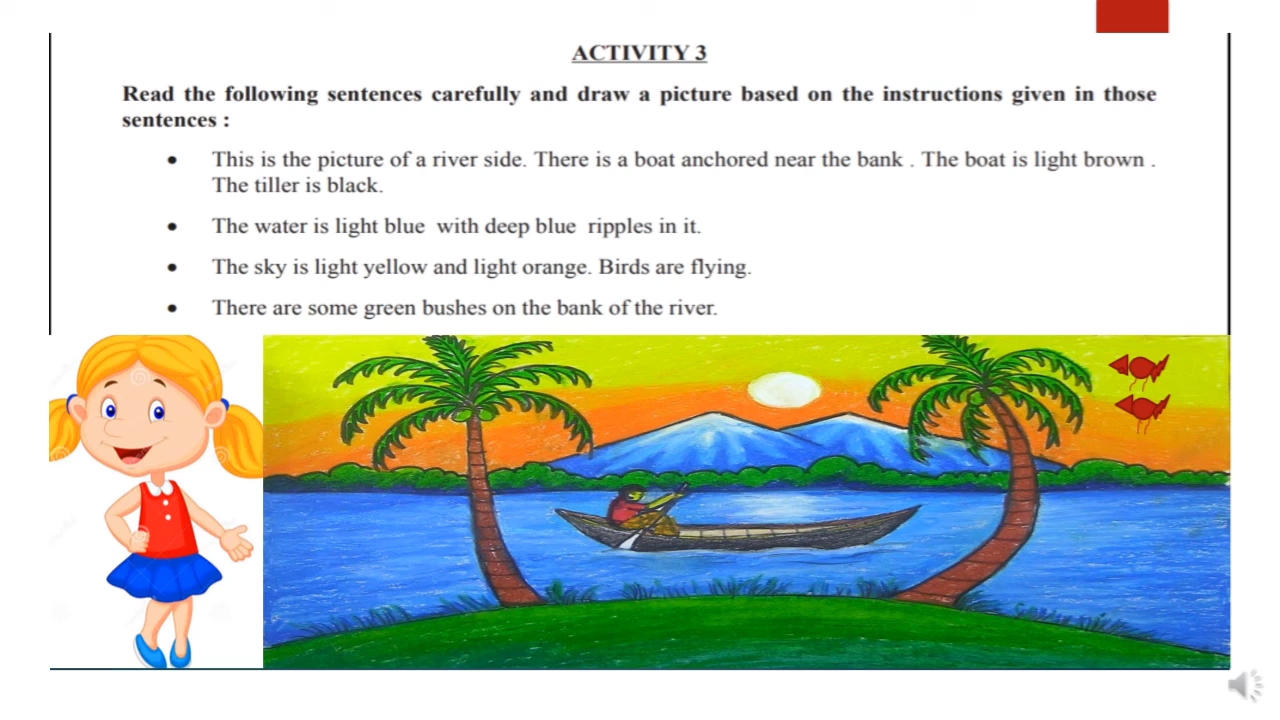 ACTIVITY 3
Read the following sentences carefully and draw a picture based on the instructions given in those
sentences :
• This is the picture of a river side. There is a boat anchored near the bank . The boat is light brown .
The tiller is black.
• The water is light blue with deep blue ripples in it.
• The sky is light yellow and light orange. Birds are flying.
• There are some green bushes on the bank of the river.